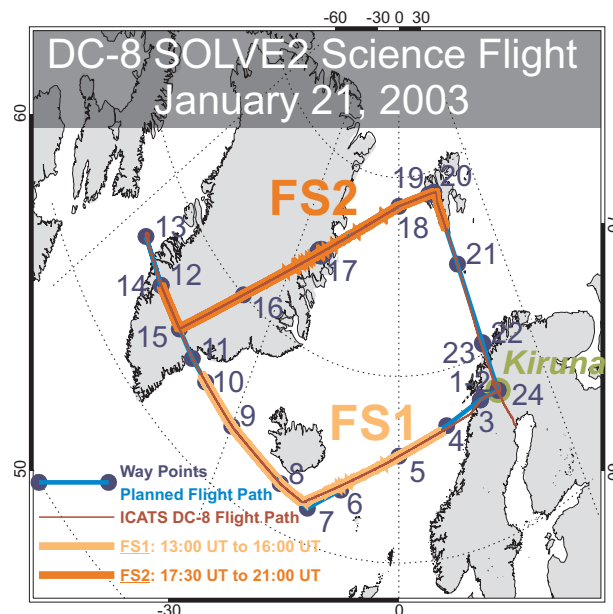 -60 -30 0 30
DC-8 SOLVE2 Science Flight
January 21, 2003
60
13
12
14
15
11
10
9
8
7
6
5
4
3
1,2
24
Kiruna
23
22
21
20
19
18
17
16
FS2
FS1
50
Way Points
Planned Flight Path
ICATS DC-8 Flight Path
FS1: 13:00 UT to 16:00 UT
FS2: 17:30 UT to 21:00 UT
-30 0